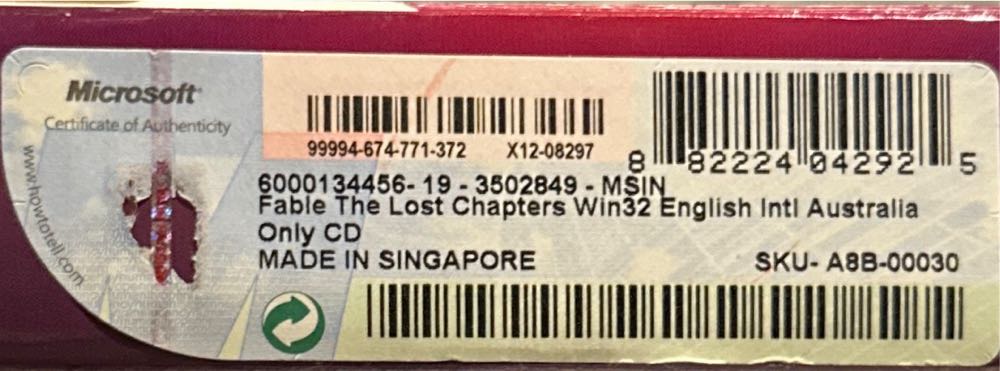 Microsoft
Certificate of Authenticity
www.howtotell.com
99994-674-771-372 X12-08297
8 82224 04292 5
6000134456- 19 - 3502849 - MSIN
Fable The Lost Chapters Win32 English Intl Australia
Only CD
MADE IN SINGAPORE SKU- A8B-00030